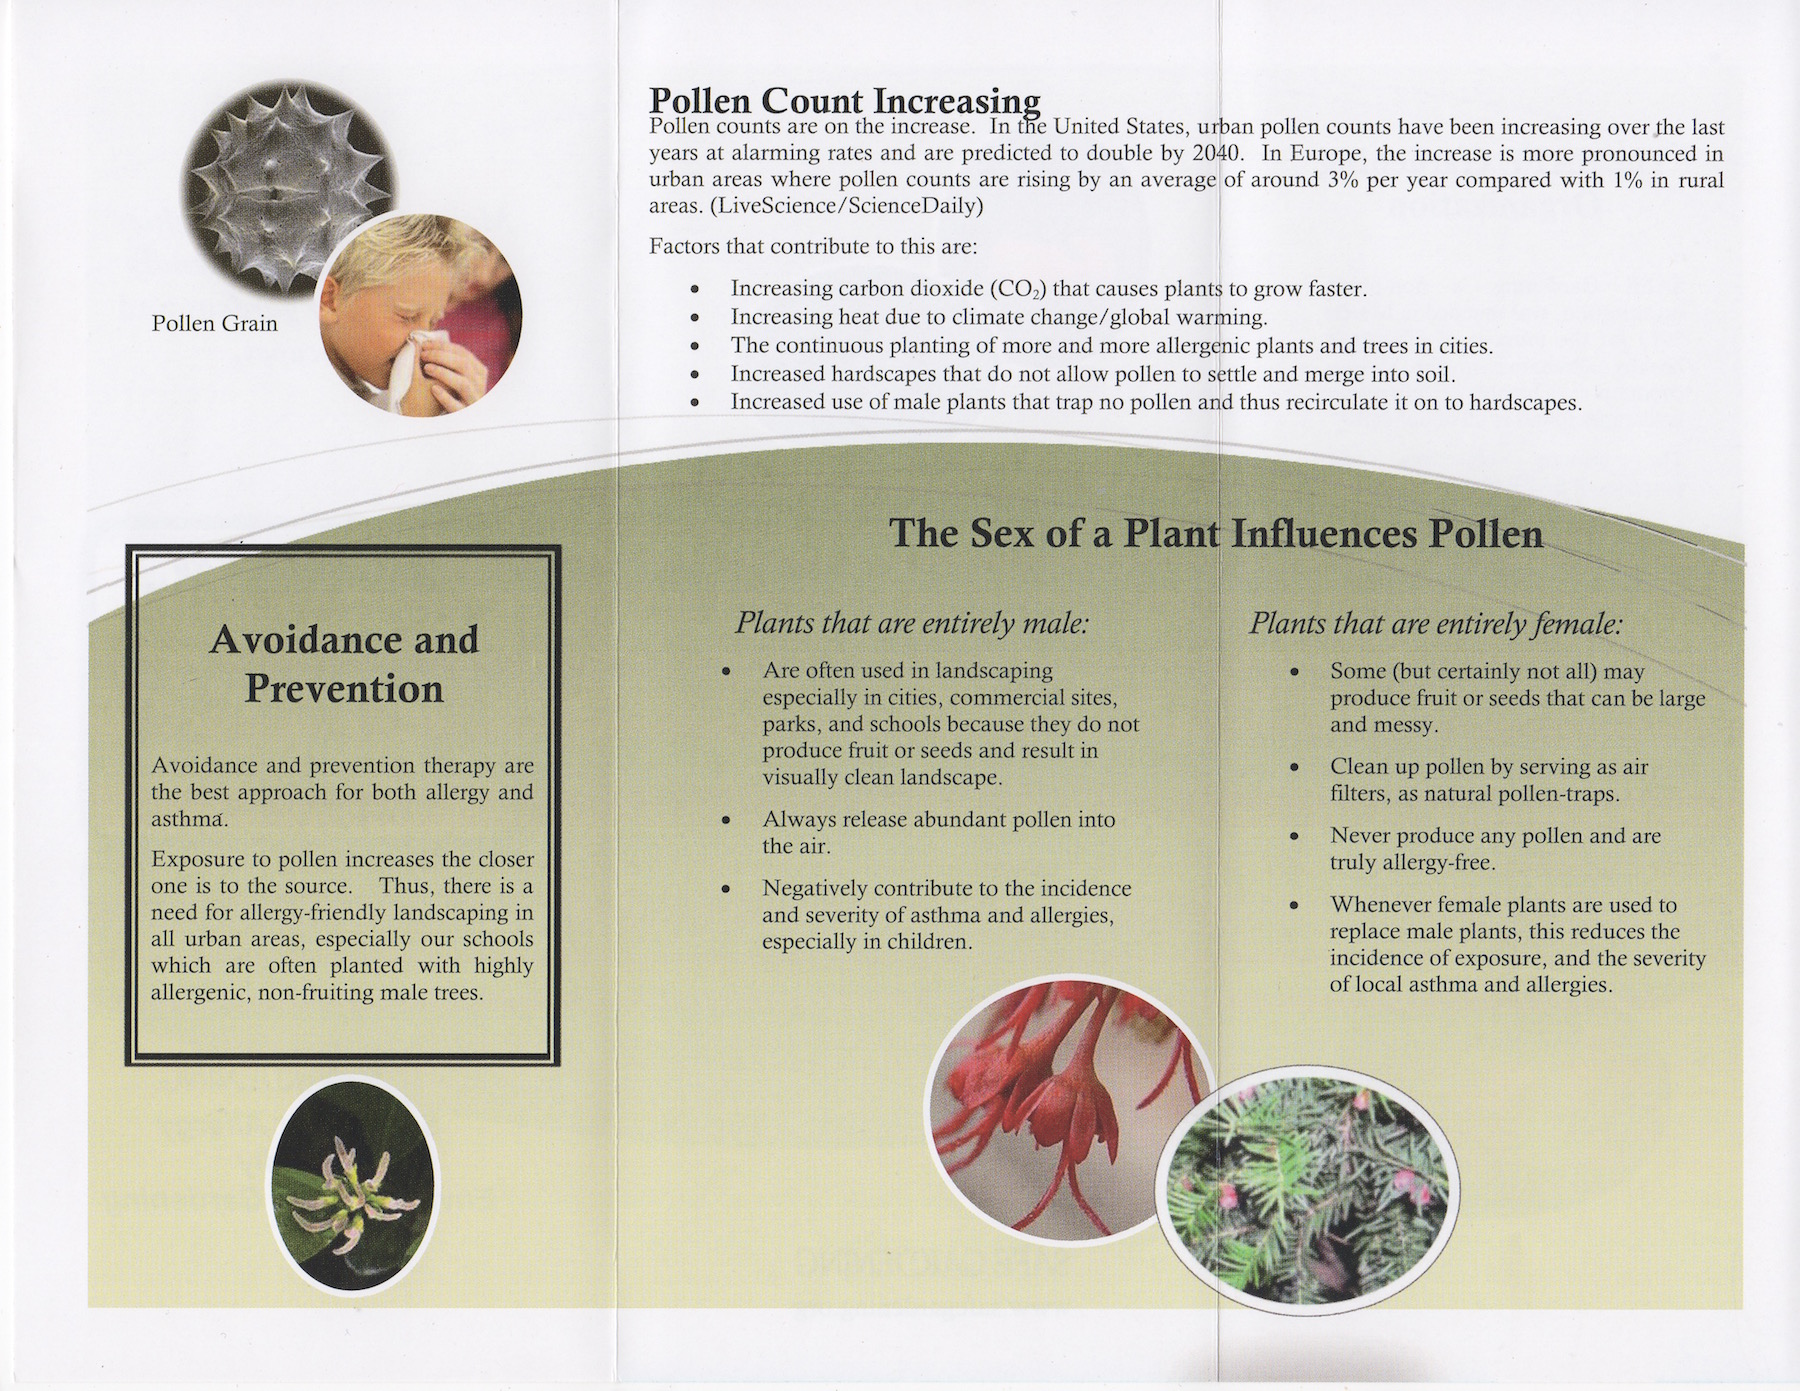 Pollen Grain
Pollen Count Increasing
Pollen counts are on the increase. In the United States, urban pollen counts have been increasing over the last
years at alarming rates and are predicted to double by 2040. In Europe, the increase is more pronounced in
urban areas where pollen counts are rising by an average of around 3% per year compared with 1% in rural
areas. (LiveScience/ScienceDaily)
Factors that contribute to this are:
• Increasing carbon dioxide (CO₂) that causes plants to grow faster.
• Increasing heat due to climate change/global warming.
• The continuous planting of more and more allergenic plants and trees in cities.
• Increased hardscapes that do not allow pollen to settle and merge into soil.
• Increased use of male plants that trap no pollen and thus recirculate it on to hardscapes.
Avoidance and
Prevention
Avoidance and prevention therapy are
the best approach for both allergy and
asthma.
Exposure to pollen increases the closer
one is to the source. Thus, there is a
need for allergy-friendly landscaping in
all urban areas, especially our schools
which are often planted with highly
allergenic, non-fruiting male trees.
The Sex of a Plant Influences Pollen
Plants that are entirely male:
• Are often used in landscaping
especially in cities, commercial sites,
parks, and schools because they do not
produce fruit or seeds and result in
visually clean landscape.
• Always release abundant pollen into
the air.
• Negatively contribute to the incidence
and severity of asthma and allergies,
especially in children.
Plants that are entirely female:
• Some (but certainly not all) may
produce fruit or seeds that can be large
and messy.
• Clean up pollen by serving as air
filters, as natural pollen-traps.
• Never produce any pollen and are
truly allergy-free.
• Whenever female plants are used to
replace male plants, this reduces the
incidence of exposure, and the severity
of local asthma and allergies.